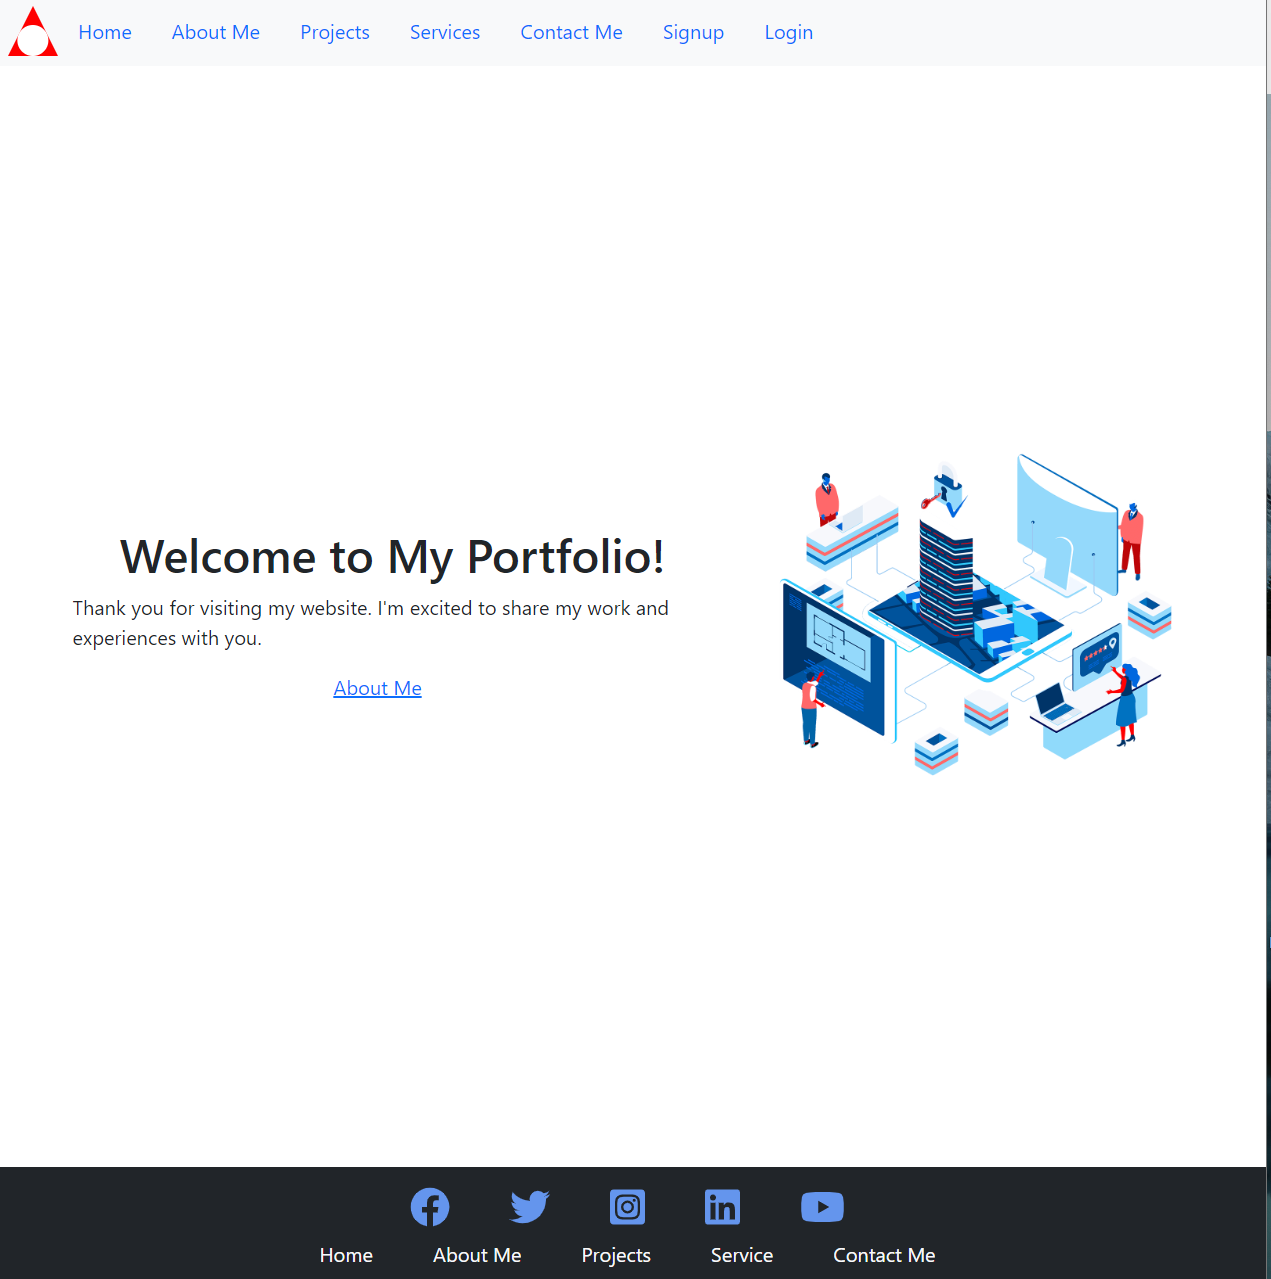 Home About Me Projects Services Contact Me Signup Login
Welcome to My Portfolio!
Thank you for visiting my website. I'm excited to share my work and
experiences with you.
About Me
Home About Me Projects Service Contact Me